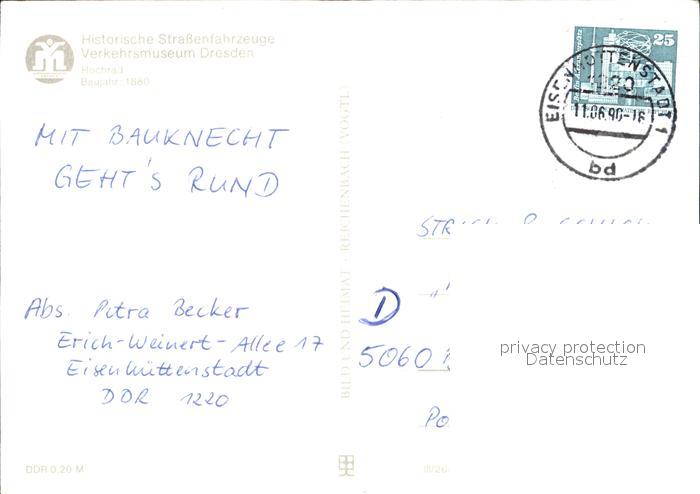 Historische Straßenfahrzeuge
Verkehrsmuseum Dresden
Hochrad
Baujahr: 1880
25
EISENHÜTTENSTADT 1
1220
11.06.90-16
bd
MIT BAUKNECHT
GEHT'S RUND
BILD UND HEIMAT · REICHENBACH (VOGTL)
Abs. Petra Becker
Erich-Weinert-Allee 17
Eisenhüttenstadt
DDR 1220
D
5060
privacy protection
Datenschutz
DDR 0,20 M